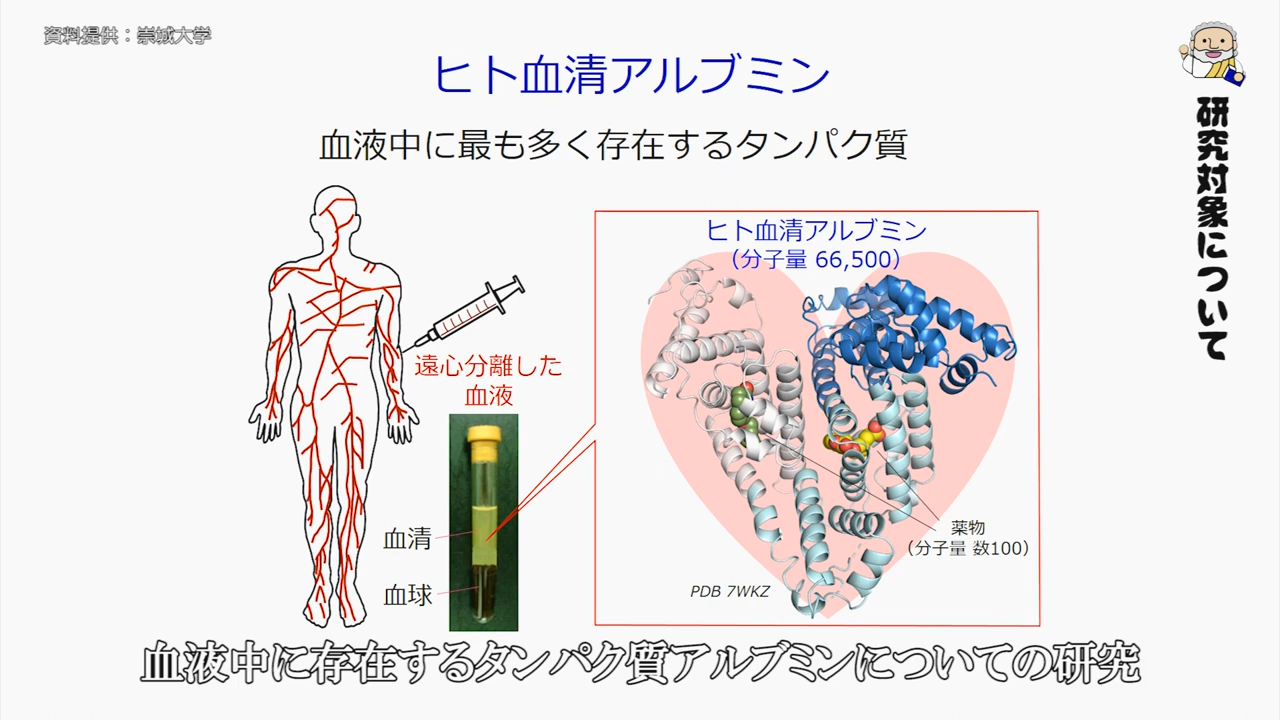 資料提供：崇城大学
ヒト血清アルブミン
血液中に最も多く存在するタンパク質
研究対象について
ヒト血清アルブミン
（分子量 66,500）
遠心分離した
血液
血清
血球
薬物
（分子量 数100）
PDB 7WKZ
血液中に存在するタンパク質アルブミンについての研究